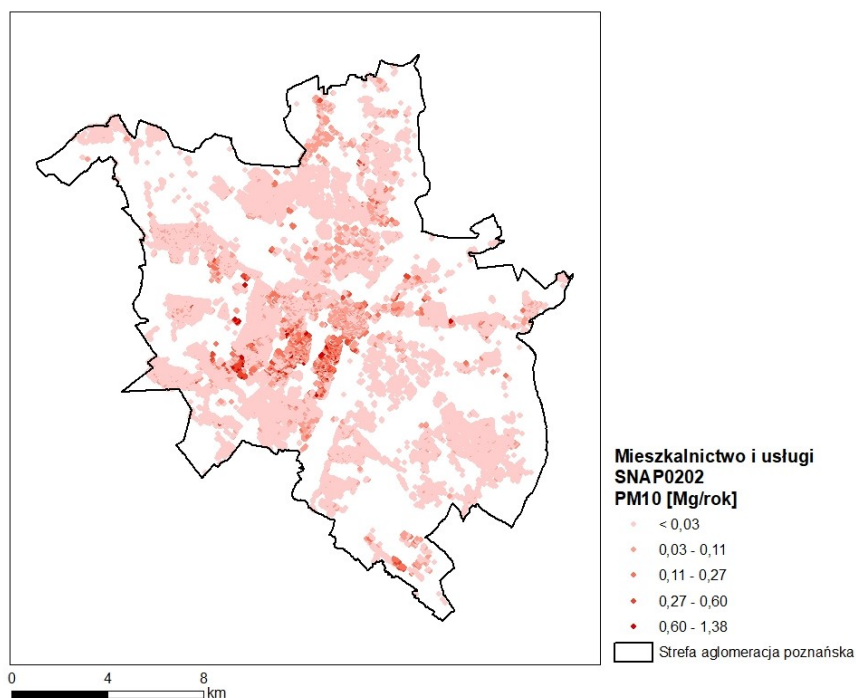 Mieszkalnictwo i usługi
SNAP0202
PM10 [Mg/rok]
< 0,03
0,03 - 0,11
0,11 - 0,27
0,27 - 0,60
0,60 - 1,38
Strefa aglomeracja poznańska
0 4 8
km